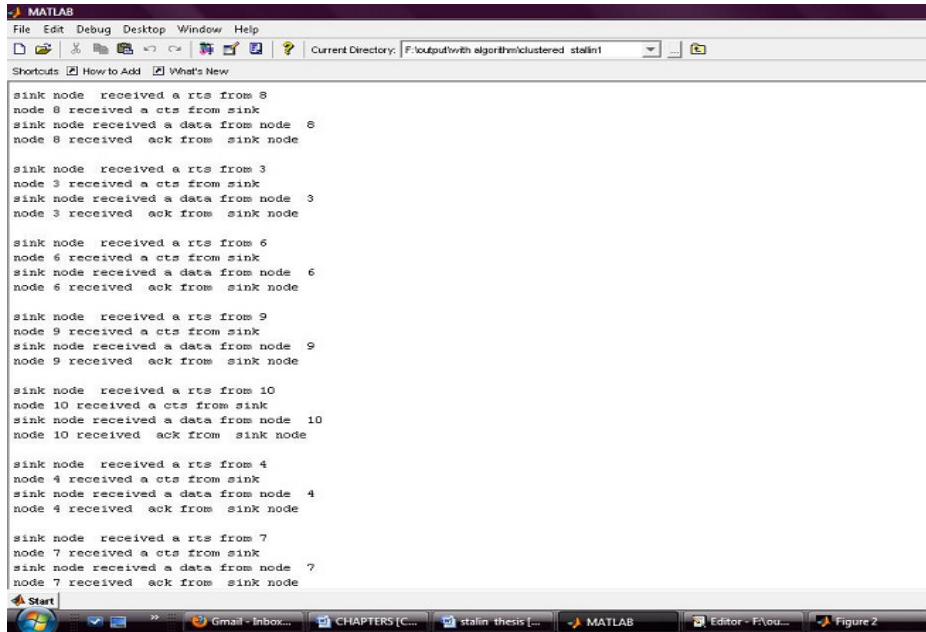 MATLAB
File Edit Debug Desktop Window Help
Current Directory: F:\output\with algorithm\clustered stallin1
Shortcuts How to Add What's New
sink node  received a rts from 8
node 8 received a cts from sink
sink node received a data from node  8
node 8 received  ack from  sink node
sink node  received a rts from 3
node 3 received a cts from sink
sink node received a data from node  3
node 3 received  ack from  sink node
sink node  received a rts from 6
node 6 received a cts from sink
sink node received a data from node  6
node 6 received  ack from  sink node
sink node  received a rts from 9
node 9 received a cts from sink
sink node received a data from node  9
node 9 received  ack from  sink node
sink node  received a rts from 10
node 10 received a cts from sink
sink node received a data from node  10
node 10 received  ack from  sink node
sink node  received a rts from 4
node 4 received a cts from sink
sink node received a data from node  4
node 4 received  ack from  sink node
sink node  received a rts from 7
node 7 received a cts from sink
sink node received a data from node  7
node 7 received  ack from  sink node
Start
Gmail - Inbox... CHAPTERS [C... stalin thesis [... MATLAB Editor - F:\ou... Figure 2